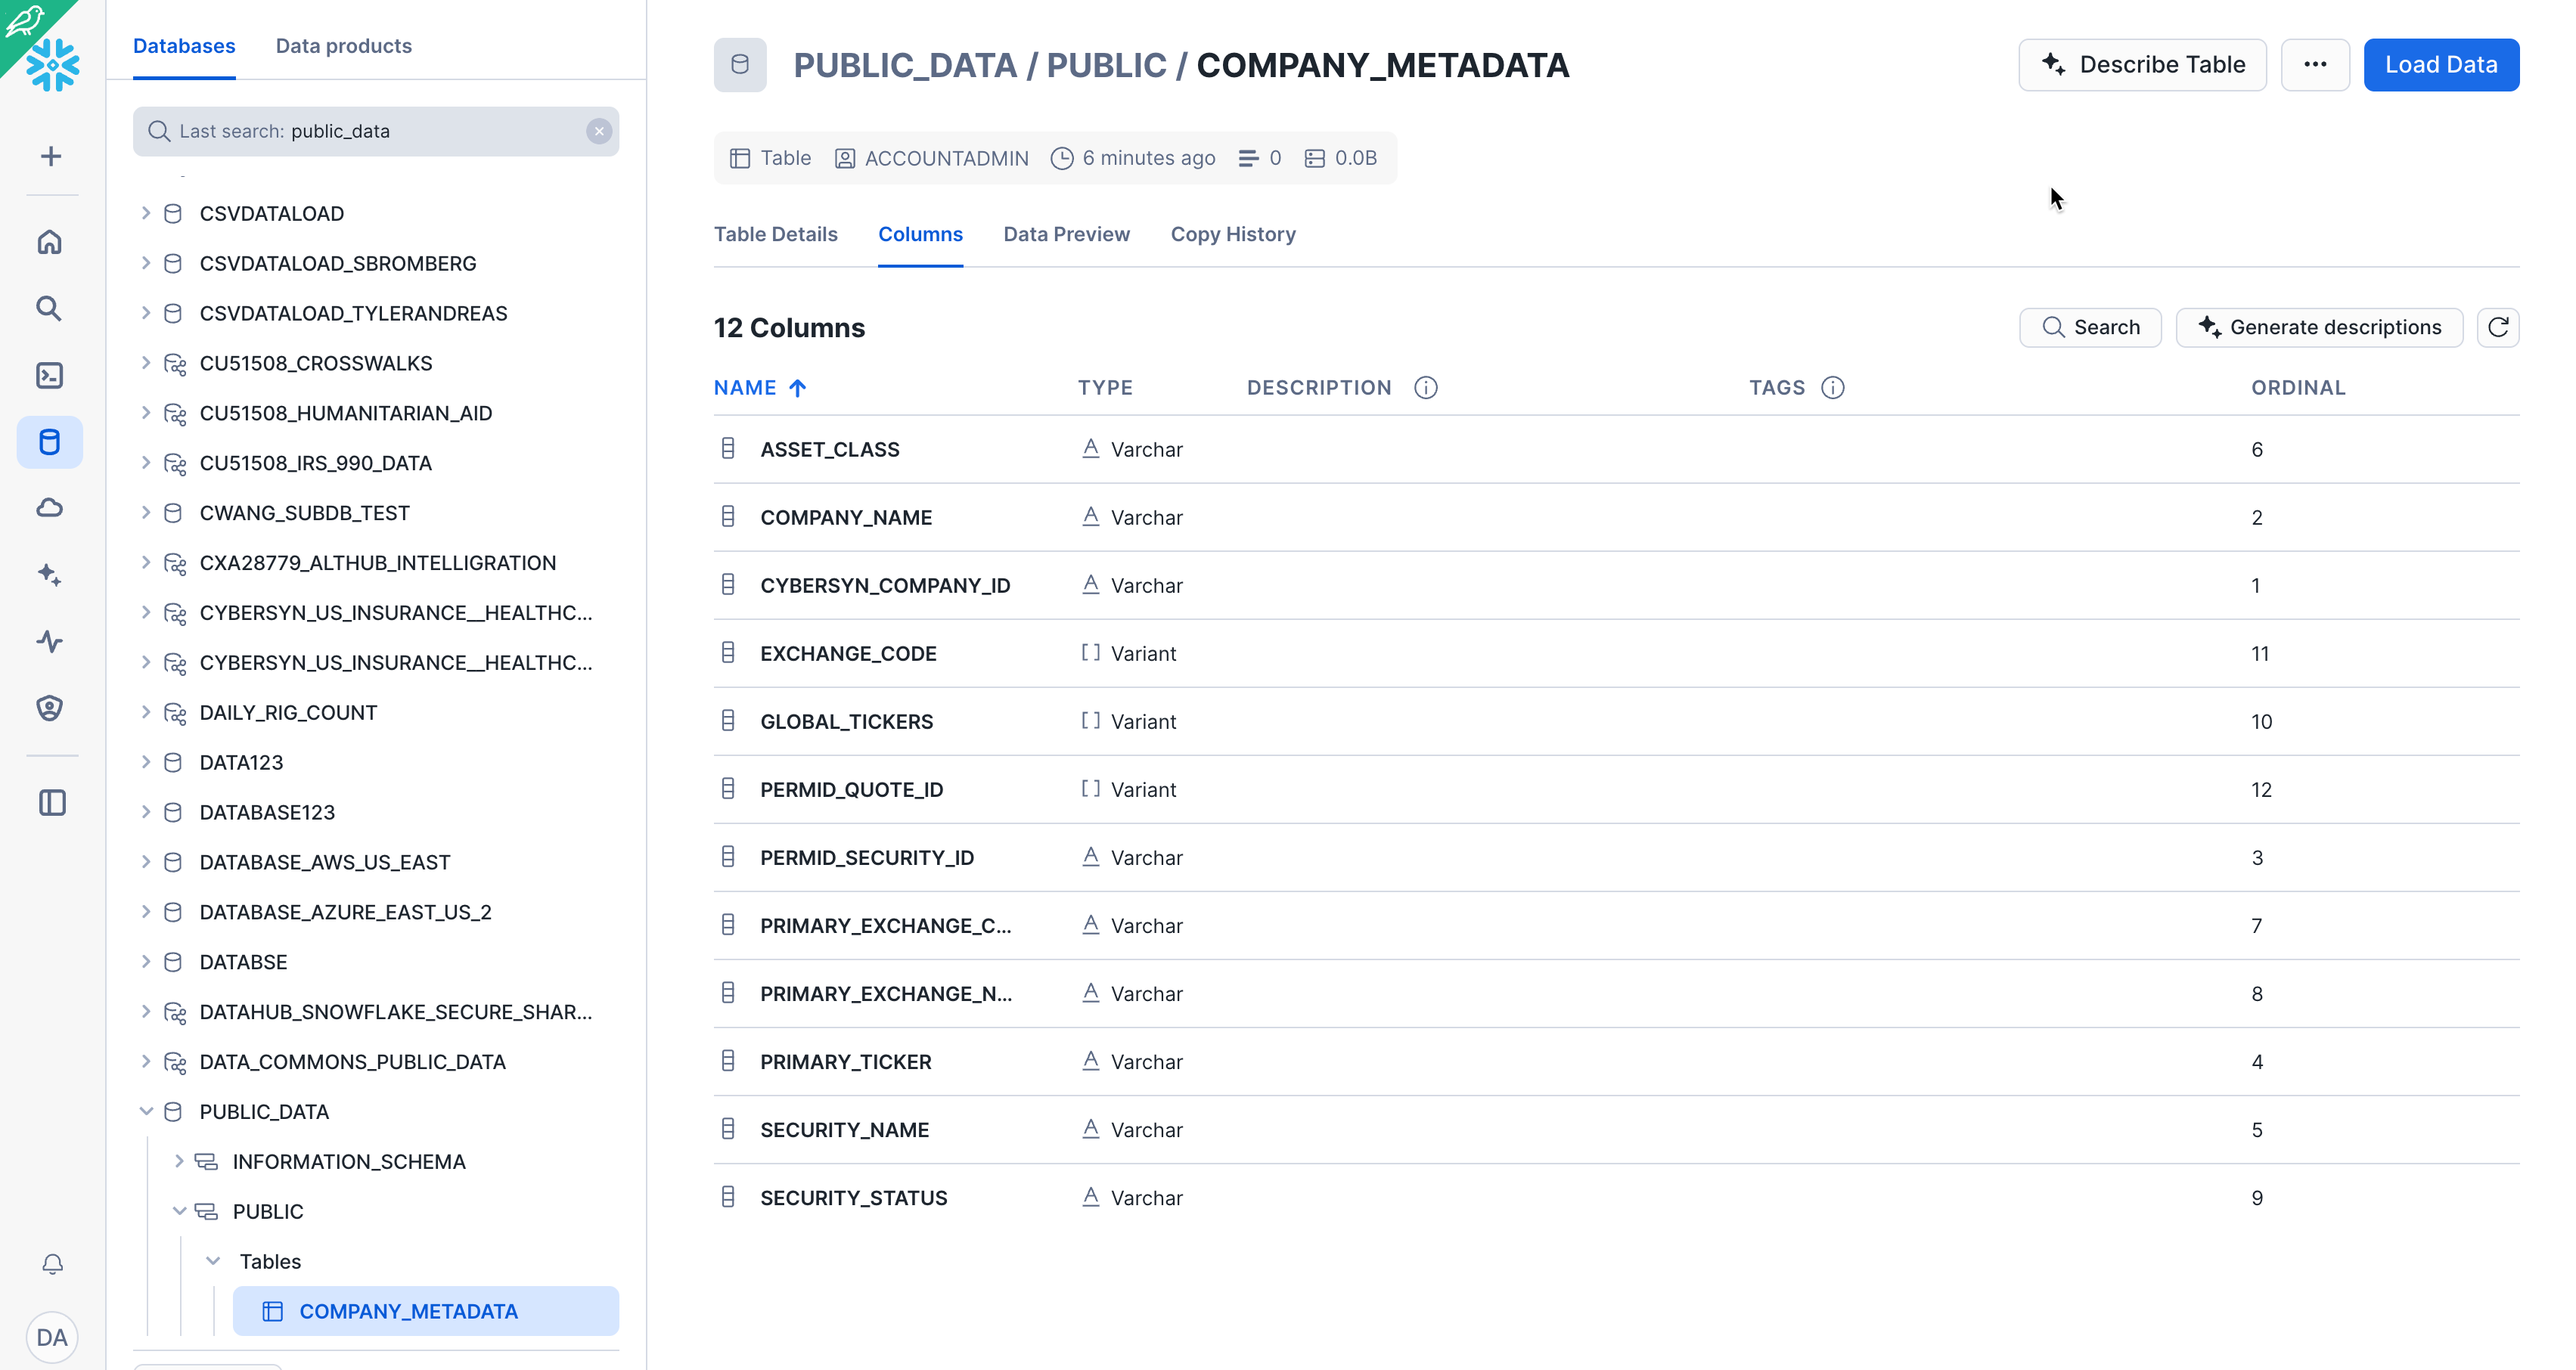 Databases Data products
Last search: public_data
CSVDATALOAD
CSVDATALOAD_SBROMBERG
CSVDATALOAD_TYLERANDREAS
CU51508_CROSSWALKS
CU51508_HUMANITARIAN_AID
CU51508_IRS_990_DATA
CWANG_SUBDB_TEST
CXA28779_ALTHUB_INTELLIGRATION
CYBERSYN_US_INSURANCE__HEALTHC...
CYBERSYN_US_INSURANCE__HEALTHC...
DAILY_RIG_COUNT
DATA123
DATABASE123
DATABASE_AWS_US_EAST
DATABASE_AZURE_EAST_US_2
DATABSE
DATAHUB_SNOWFLAKE_SECURE_SHAR...
DATA_COMMONS_PUBLIC_DATA
PUBLIC_DATA
INFORMATION_SCHEMA
PUBLIC
Tables
COMPANY_METADATA
DA
PUBLIC_DATA / PUBLIC / COMPANY_METADATA
Describe Table ... Load Data
Table ACCOUNTADMIN 6 minutes ago 0 0.0B
Table Details Columns Data Preview Copy History
12 Columns
Search Generate descriptions
NAME TYPE DESCRIPTION TAGS ORDINAL
ASSET_CLASS Varchar 6
COMPANY_NAME Varchar 2
CYBERSYN_COMPANY_ID Varchar 1
EXCHANGE_CODE Variant 11
GLOBAL_TICKERS Variant 10
PERMID_QUOTE_ID Variant 12
PERMID_SECURITY_ID Varchar 3
PRIMARY_EXCHANGE_C... Varchar 7
PRIMARY_EXCHANGE_N... Varchar 8
PRIMARY_TICKER Varchar 4
SECURITY_NAME Varchar 5
SECURITY_STATUS Varchar 9